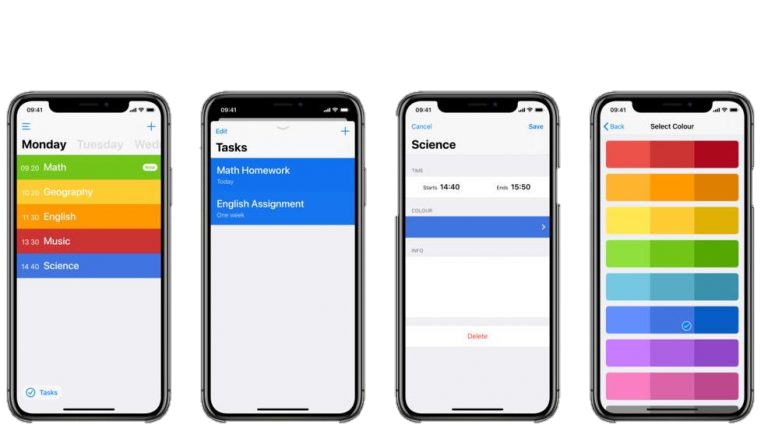 09:41
Monday Tuesday Wedn
09 20 Math
10 20 Geography
11 30 English
13 30 Music
14 40 Science
Tasks
09:41
Edit
Tasks
Math Homework
Today
English Assignment
One week
09:41
Cancel Save
Science
TIME
Starts 14:40 Ends 15:50
COLOUR
INFO
Delete
09:41
Back Select Colour